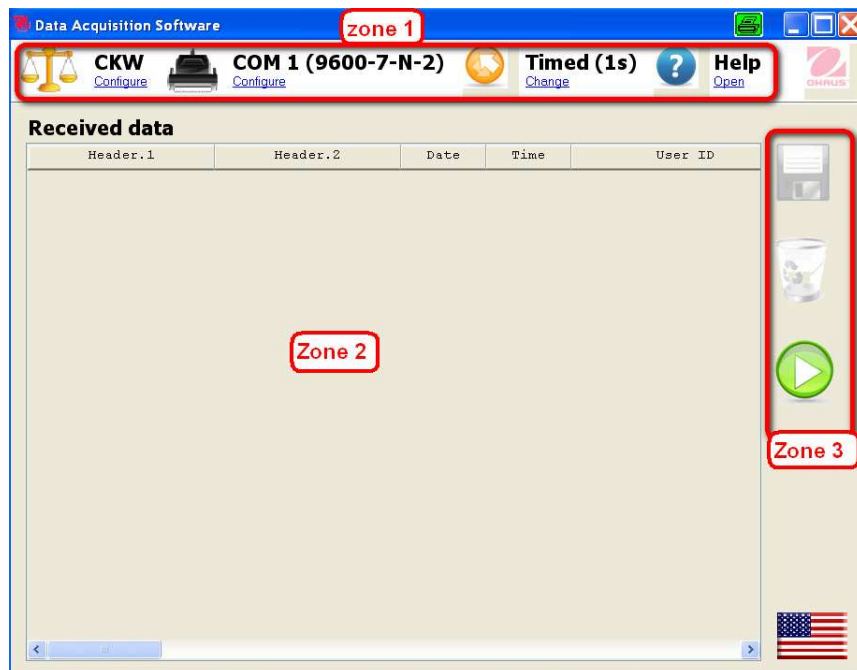 Data Acquisition Software
zone 1
CKW
Configure
COM 1 (9600-7-N-2)
Configure
Timed (1s)
Change
?
Help
Open
OHAUS
Received data
Header.1 Header.2 Date Time User ID
Zone 2
Zone 3